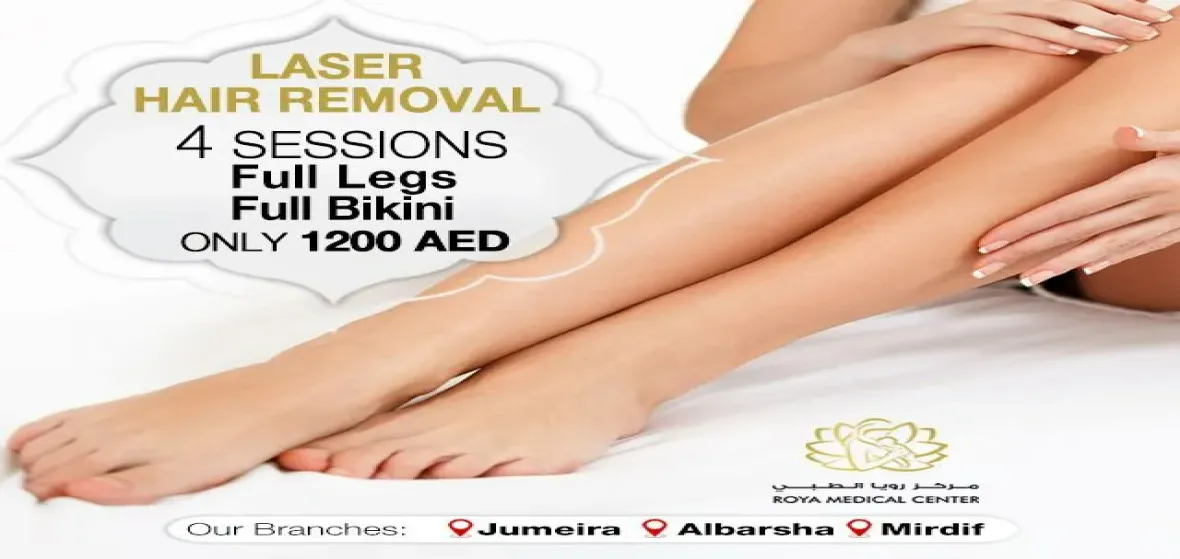 LASER
HAIR REMOVAL
4 SESSIONS
Full Legs
Full Bikini
ONLY 1200 AED
مركز رويا الطبي
ROYA MEDICAL CENTER
Our Branches: Jumeira Albarsha Mirdif